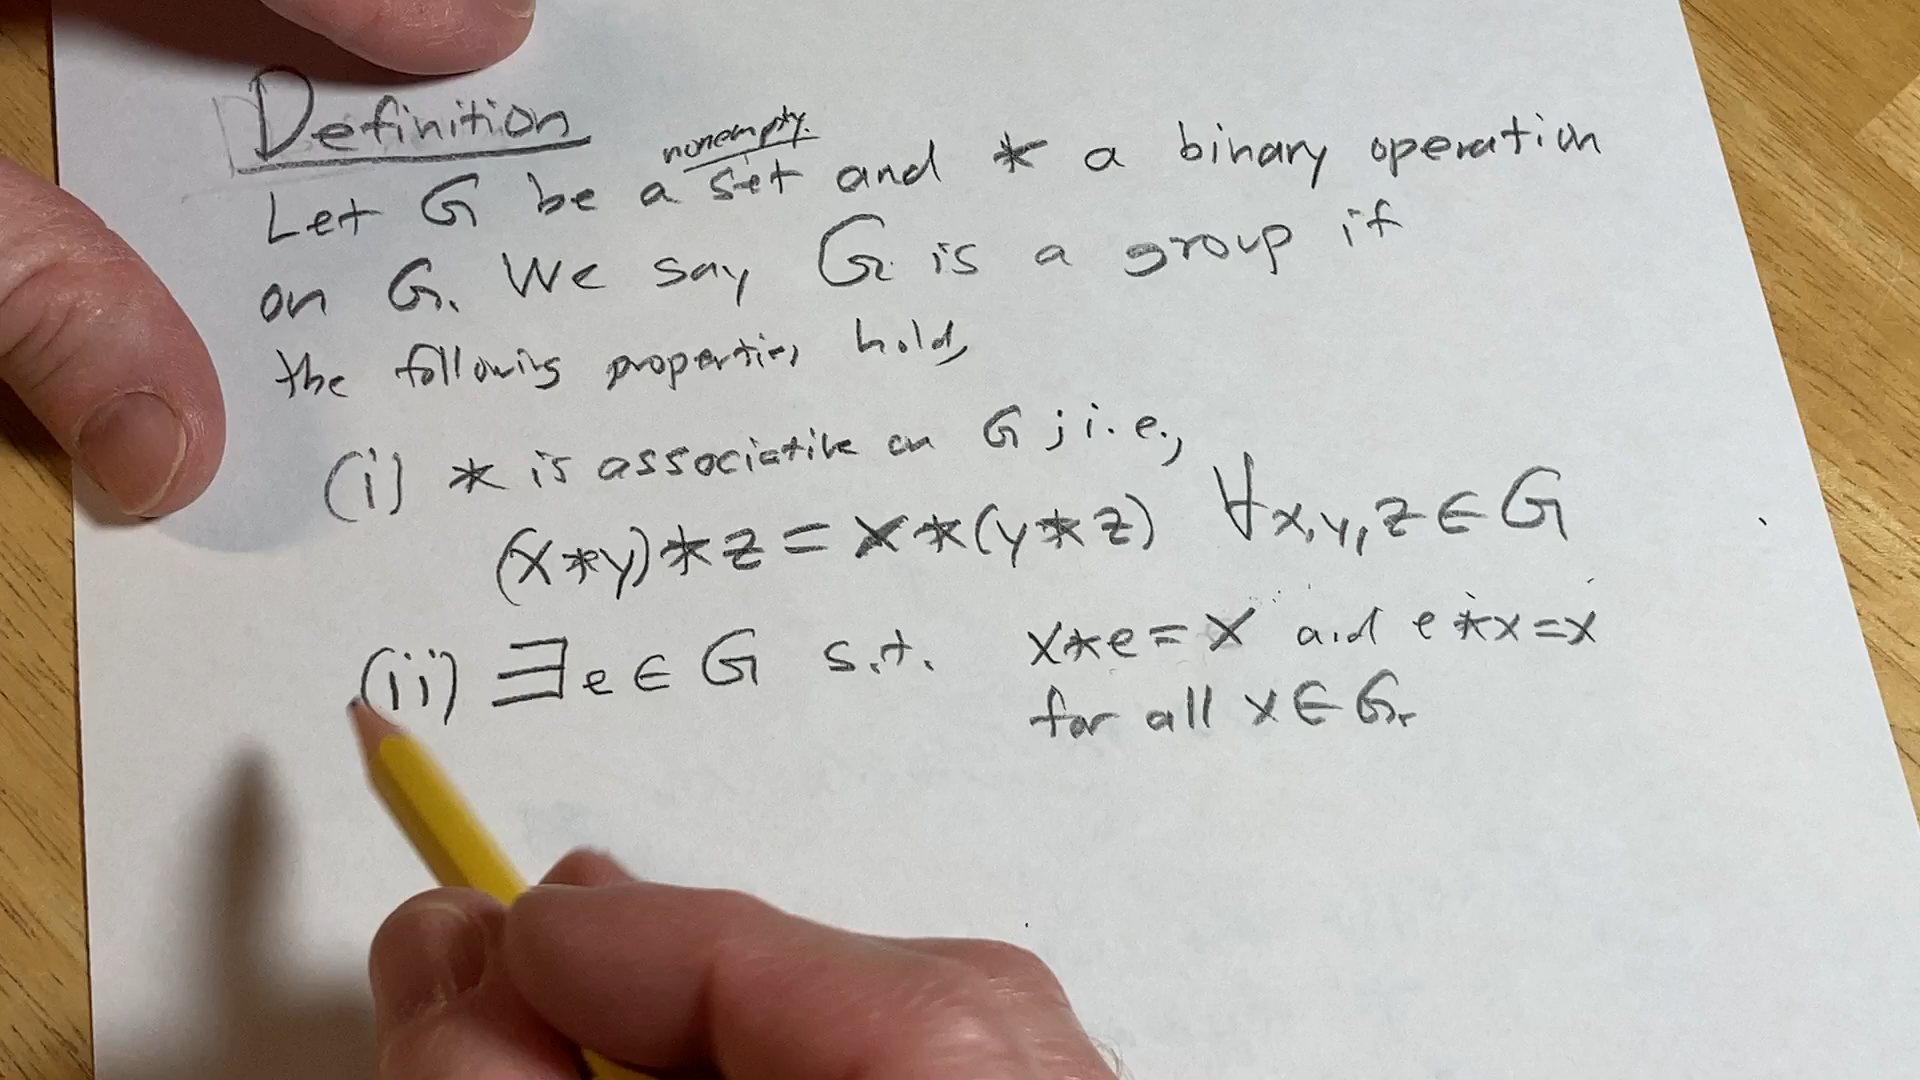 Definition
nonempty
Let G be a set and * a binary operation
on G. We say G is a group if
the following properties hold,
(i) * is associative on G; i.e.,
(x*y)*z = x*(y*z) ∀x,y,z ∈ G
(ii) ∃e ∈ G s.t. x*e=x and e*x=x
for all x ∈ G.